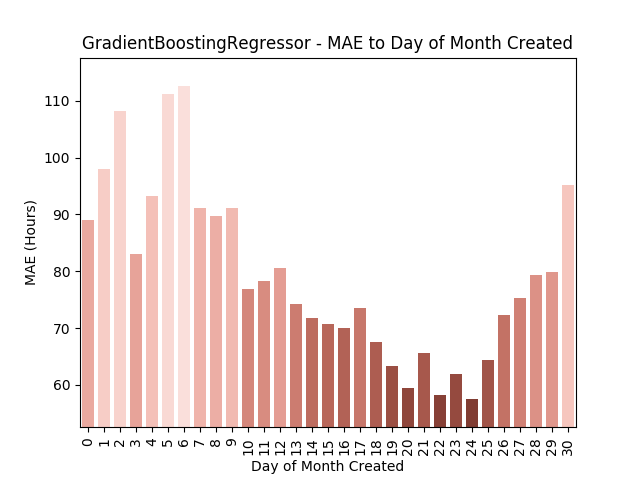 GradientBoostingRegressor - MAE to Day of Month Created
110
100
90
80
70
60
MAE (Hours)
0 1 2 3 4 5 6 7 8 9 10 11 12 13 14 15 16 17 18 19 20 21 22 23 24 25 26 27 28 29 30
Day of Month Created